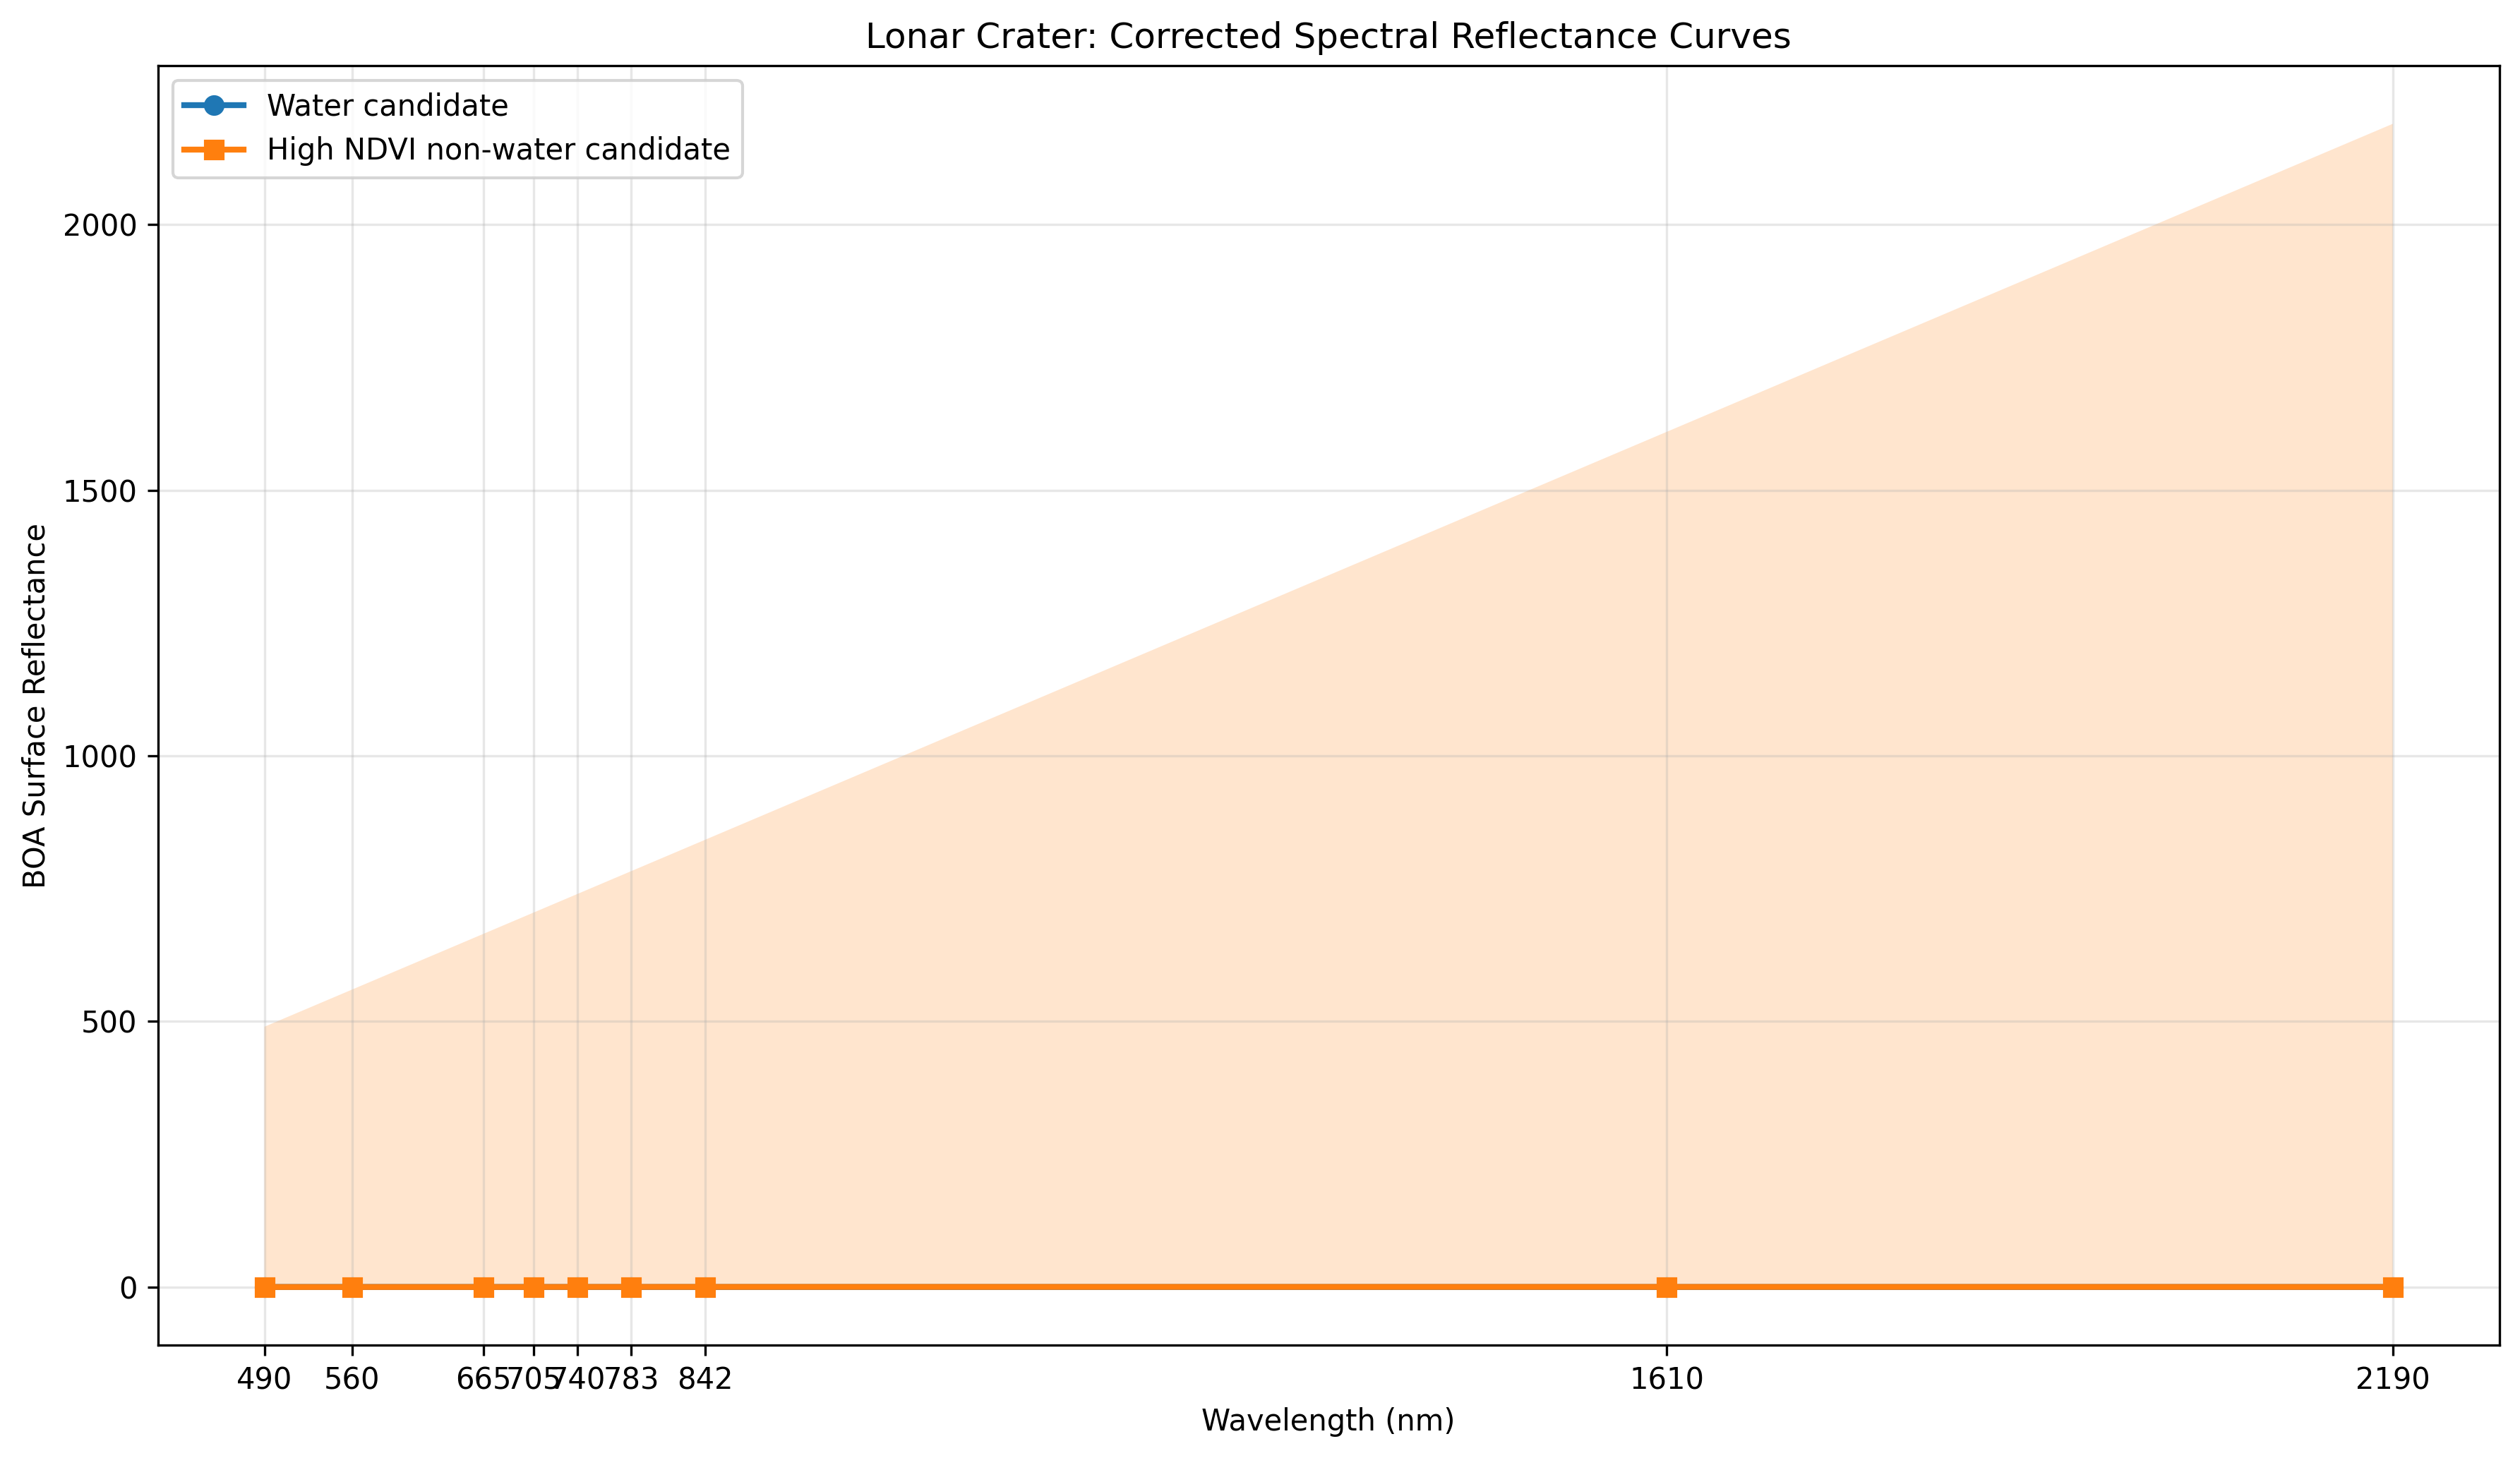 Lonar Crater: Corrected Spectral Reflectance Curves
Water candidate
High NDVI non-water candidate
BOA Surface Reflectance
2000
1500
1000
500
0
490 560 665 705 740 783 842 1610 2190
Wavelength (nm)